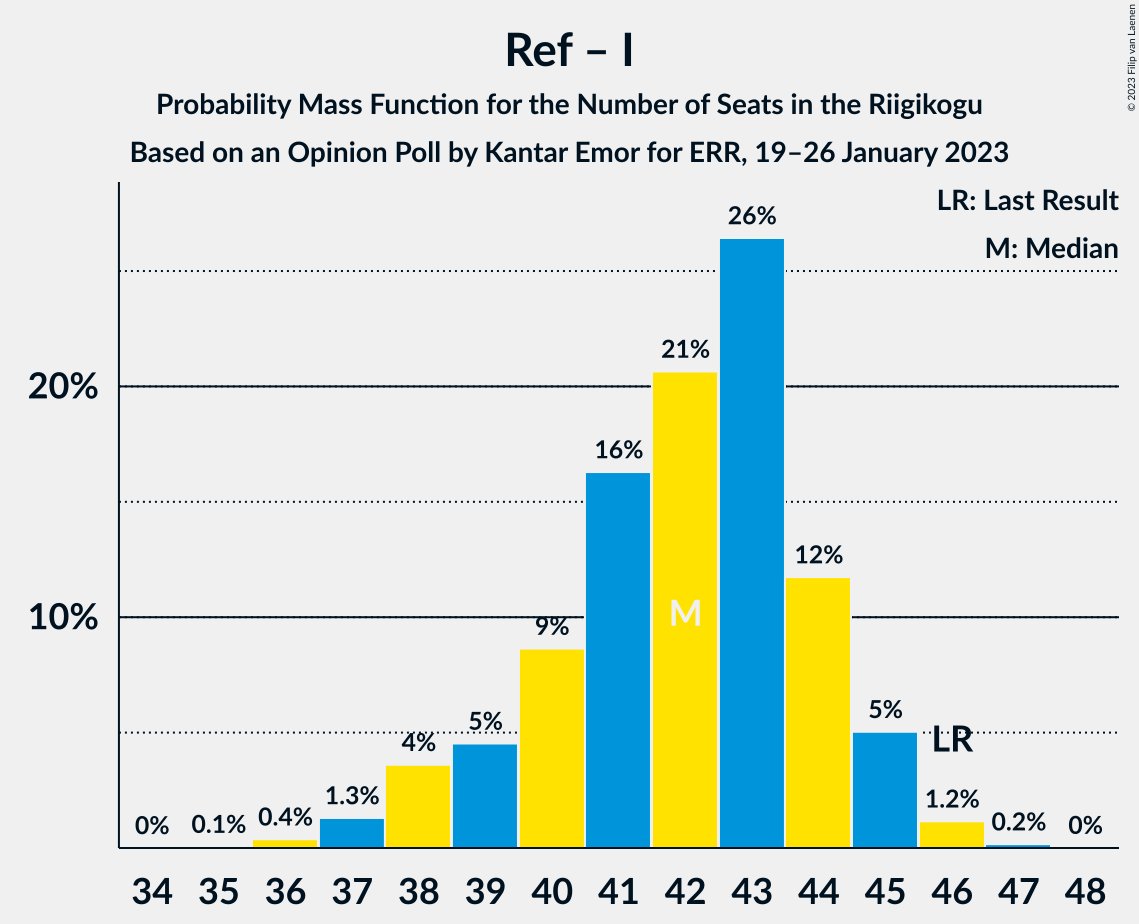 Ref – I
Probability Mass Function for the Number of Seats in the Riigikogu
Based on an Opinion Poll by Kantar Emor for ERR, 19–26 January 2023
© 2023 Filip van Laenen
LR: Last Result
M: Median
26%
21%
20%
16%
12%
10%
9%
M
5%
5%
4%
LR
1.3%
1.2%
0.4%
0.2%
0%
0.1%
0%
34 35 36 37 38 39 40 41 42 43 44 45 46 47 48